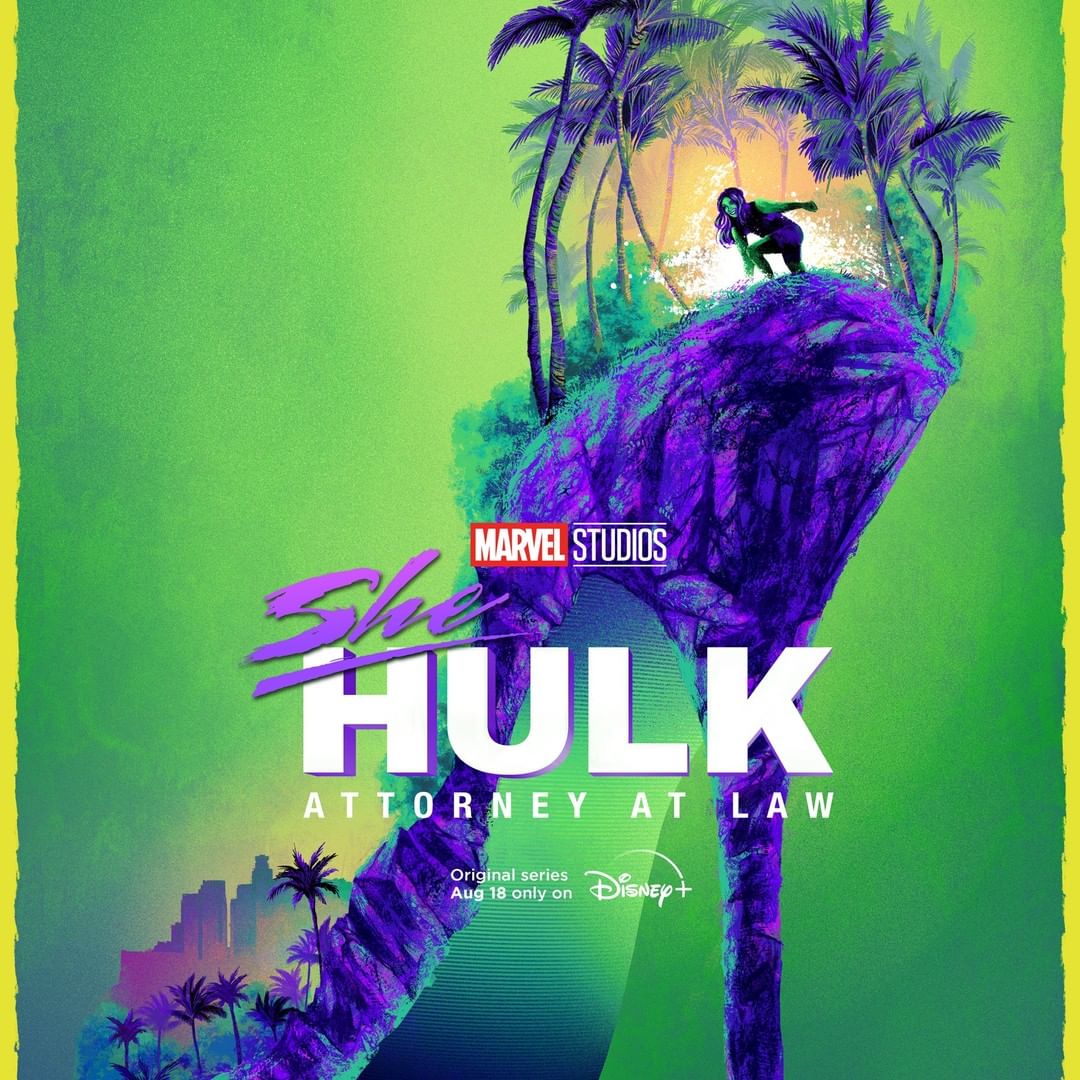 MARVEL STUDIOS
She
HULK
ATTORNEY AT LAW
Original series
Aug 18 only on Disney+